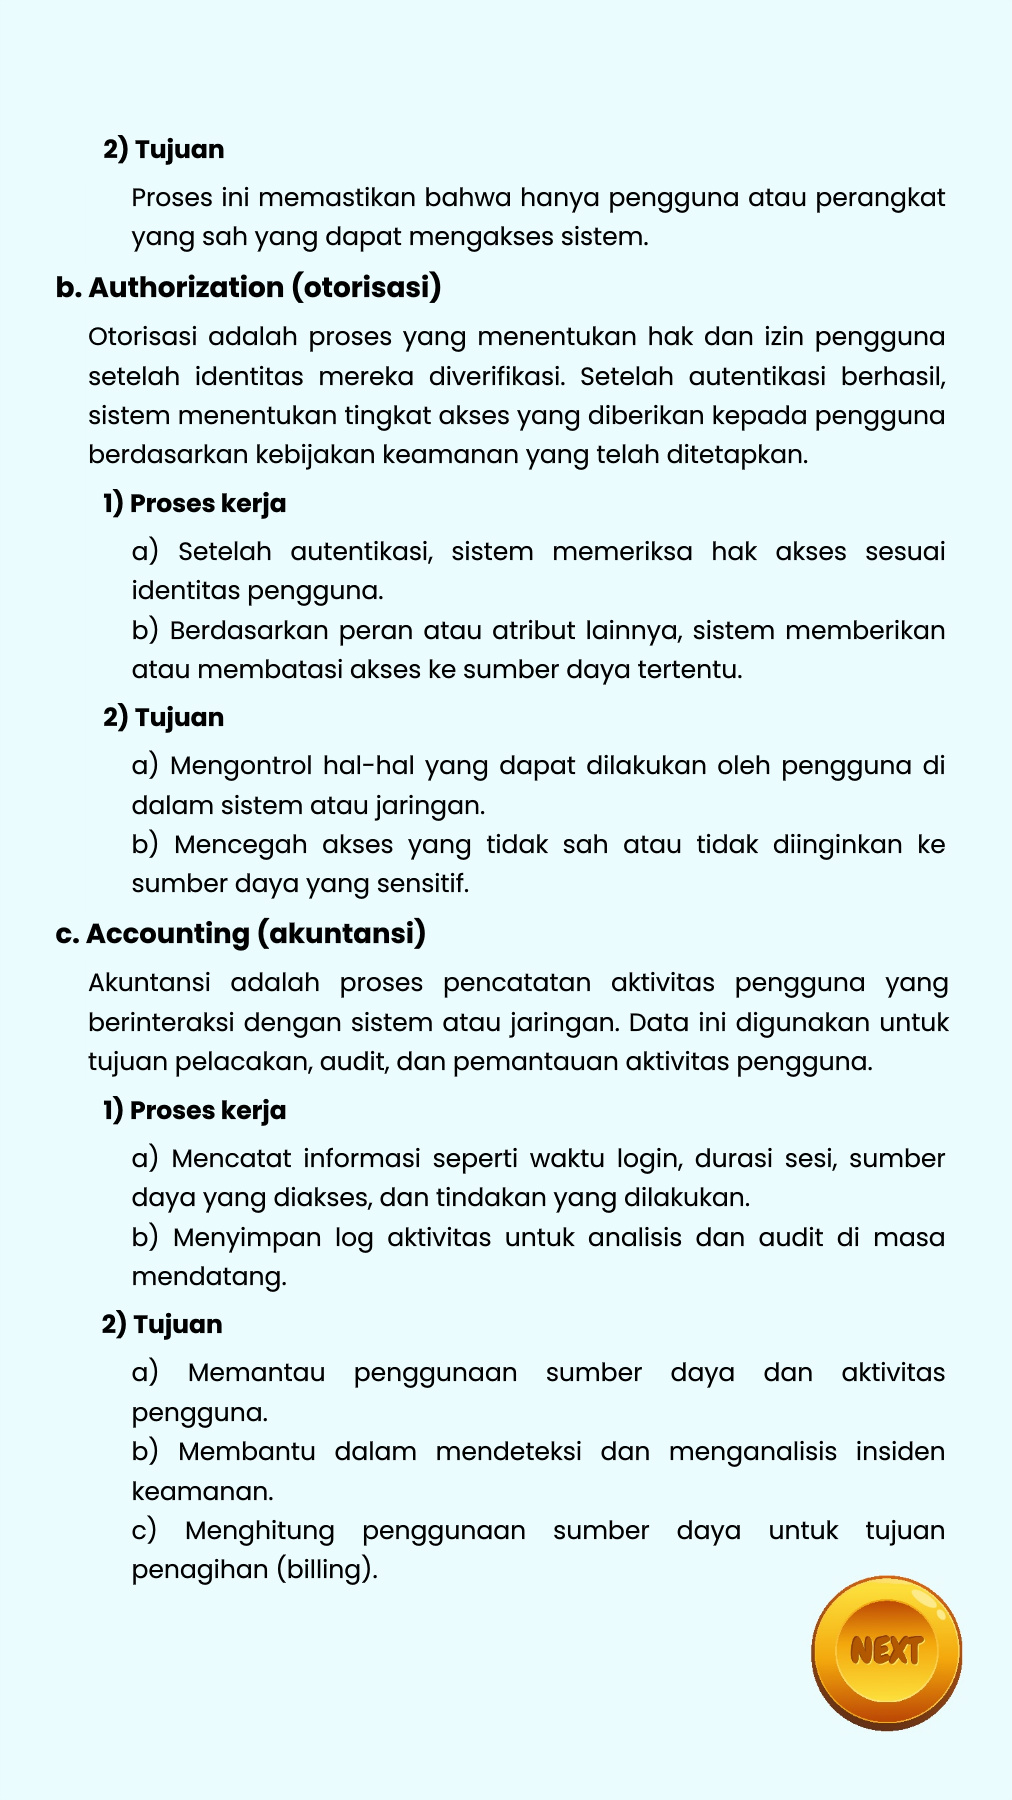 2) Tujuan
Proses ini memastikan bahwa hanya pengguna atau perangkat
yang sah yang dapat mengakses sistem.
b. Authorization (otorisasi)
Otorisasi adalah proses yang menentukan hak dan izin pengguna
setelah identitas mereka diverifikasi. Setelah autentikasi berhasil,
sistem menentukan tingkat akses yang diberikan kepada pengguna
berdasarkan kebijakan keamanan yang telah ditetapkan.
1) Proses kerja
a) Setelah autentikasi, sistem memeriksa hak akses sesuai
identitas pengguna.
b) Berdasarkan peran atau atribut lainnya, sistem memberikan
atau membatasi akses ke sumber daya tertentu.
2) Tujuan
a) Mengontrol hal-hal yang dapat dilakukan oleh pengguna di
dalam sistem atau jaringan.
b) Mencegah akses yang tidak sah atau tidak diinginkan ke
sumber daya yang sensitif.
c. Accounting (akuntansi)
Akuntansi adalah proses pencatatan aktivitas pengguna yang
berinteraksi dengan sistem atau jaringan. Data ini digunakan untuk
tujuan pelacakan, audit, dan pemantauan aktivitas pengguna.
1) Proses kerja
a) Mencatat informasi seperti waktu login, durasi sesi, sumber
daya yang diakses, dan tindakan yang dilakukan.
b) Menyimpan log aktivitas untuk analisis dan audit di masa
mendatang.
2) Tujuan
a) Memantau penggunaan sumber daya dan aktivitas
pengguna.
b) Membantu dalam mendeteksi dan menganalisis insiden
keamanan.
c) Menghitung penggunaan sumber daya untuk tujuan
penagihan (billing).
NEXT